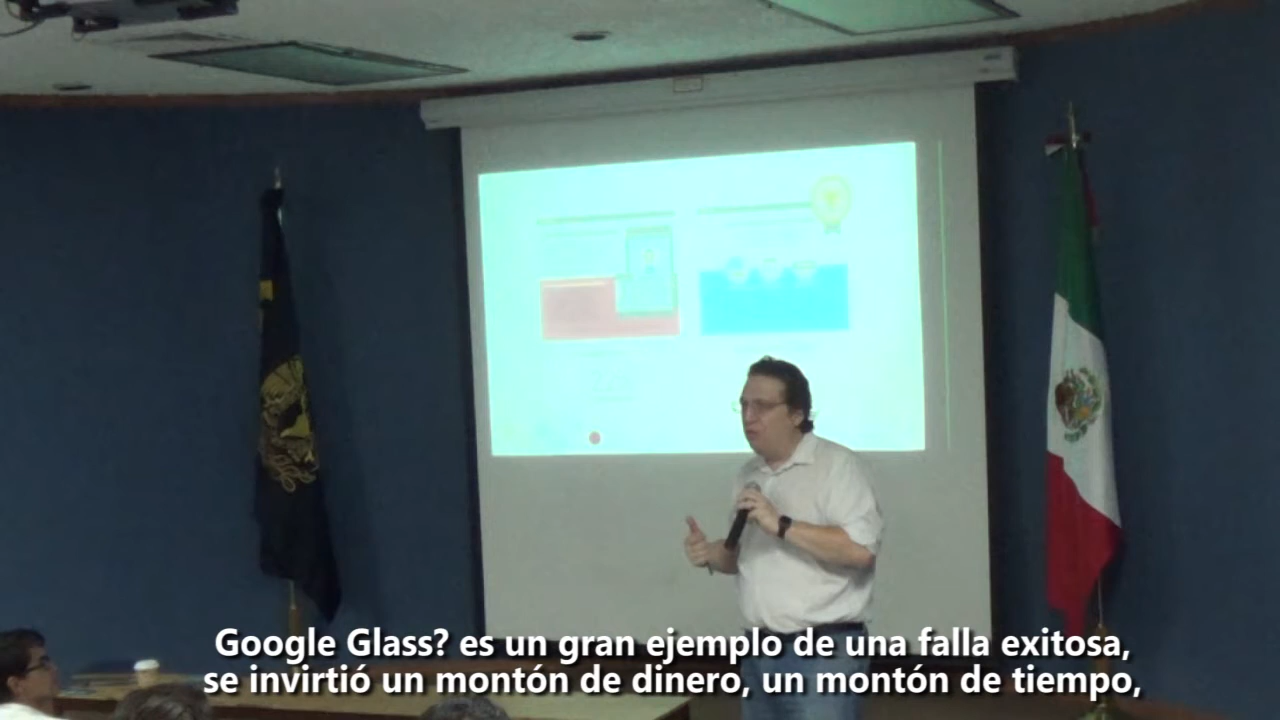 Google Glass? es un gran ejemplo de una falla exitosa,
se invirtió un montón de dinero, un montón de tiempo,